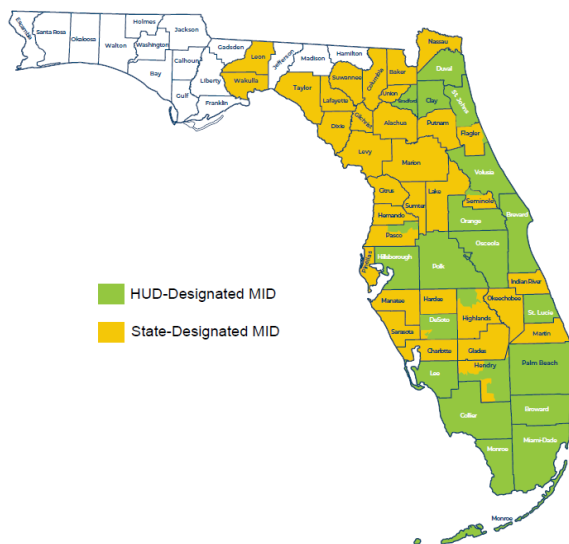 Escambia
Santa Rosa
Okaloosa
Walton
Holmes
Washington
Jackson
Bay
Calhoun
Gulf
Liberty
Gadsden
Franklin
Leon
Wakulla
Jefferson
Madison
Taylor
Hamilton
Suwannee
Lafayette
Dixie
Columbia
Gilchrist
Levy
Baker
Union
Bradford
Alachua
Marion
Nassau
Duval
Clay
St. Johns
Putnam
Flagler
Volusia
Citrus
Sumter
Lake
Hernando
Pasco
Seminole
Orange
Brevard
Osceola
Pinellas
Hillsborough
Polk
Indian River
Manatee
Hardee
Okeechobee
St. Lucie
DeSoto
Highlands
Sarasota
Martin
Charlotte
Glades
Lee
Hendry
Palm Beach
Collier
Broward
Monroe
Miami-Dade
Monroe
HUD-Designated MID
State-Designated MID